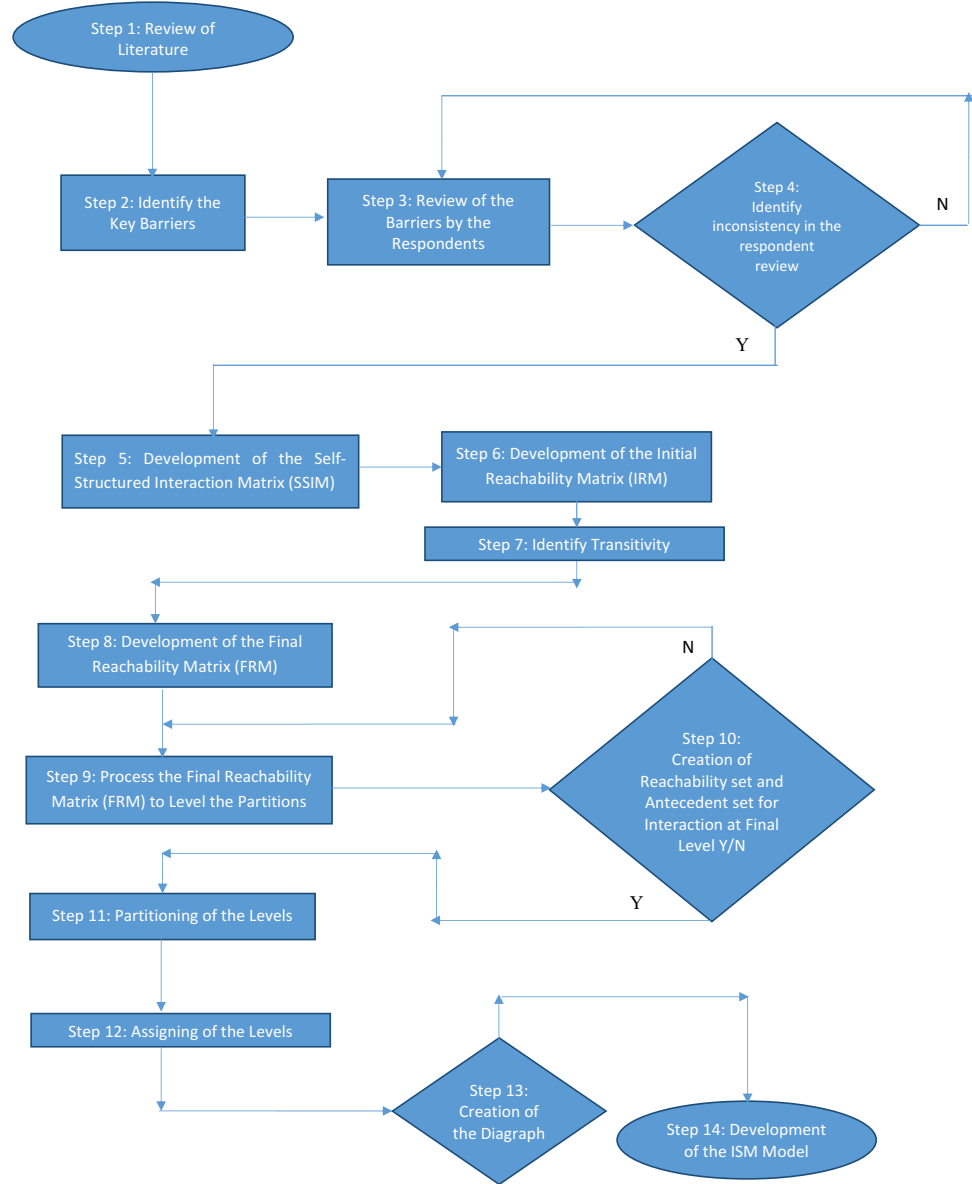 Step 1: Review of
Literature
Step 2: Identify the
Key Barriers
Step 3: Review of the
Barriers by the
Respondents
Step 4:
Identify
inconsistency in the
respondent
review
N
Y
Step 5: Development of the Self-
Structured Interaction Matrix (SSIM)
Step 6: Development of the Initial
Reachability Matrix (IRM)
Step 7: Identify Transitivity
Step 8: Development of the Final
Reachability Matrix (FRM)
N
Step 9: Process the Final Reachability
Matrix (FRM) to Level the Partitions
Step 10:
Creation of
Reachability set and
Antecedent set for
Interaction at Final
Level Y/N
Y
Step 11: Partitioning of the Levels
Step 12: Assigning of the Levels
Step 13:
Creation of
the Diagraph
Step 14: Development
of the ISM Model